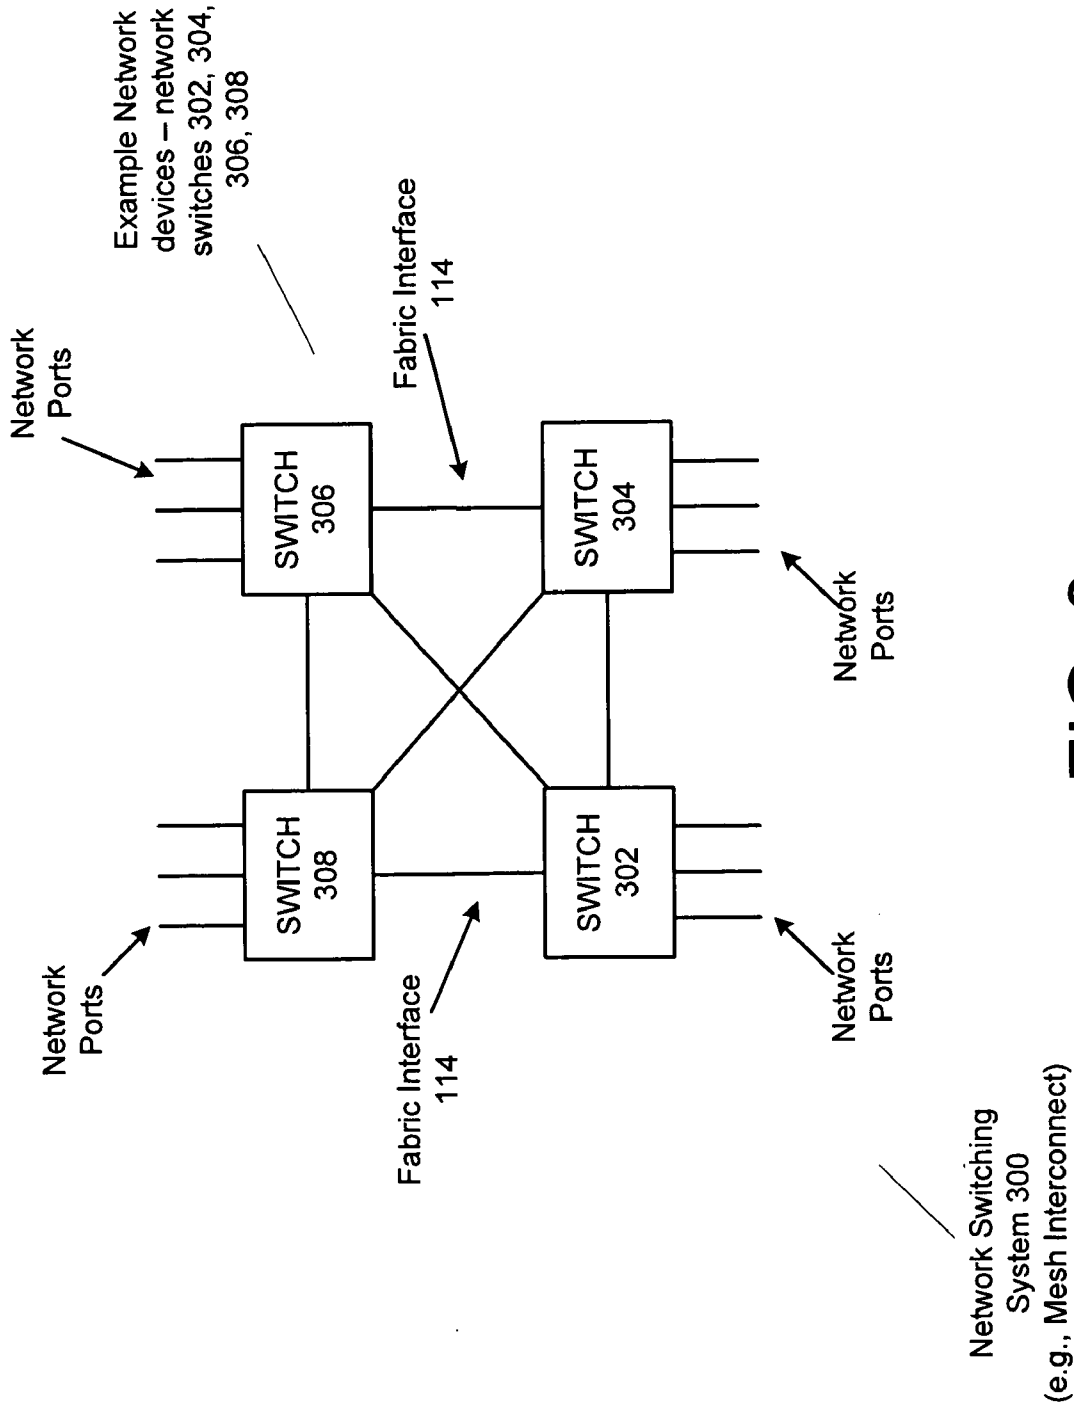 Network
Ports
Network
Ports
Example Network
devices – network
switches 302, 304,
306, 308
SWITCH
308
SWITCH
306
Fabric Interface
114
Fabric Interface
114
SWITCH
302
SWITCH
304
Network
Ports
Network
Ports
Network Switching
System 300
(e.g., Mesh Interconnect)